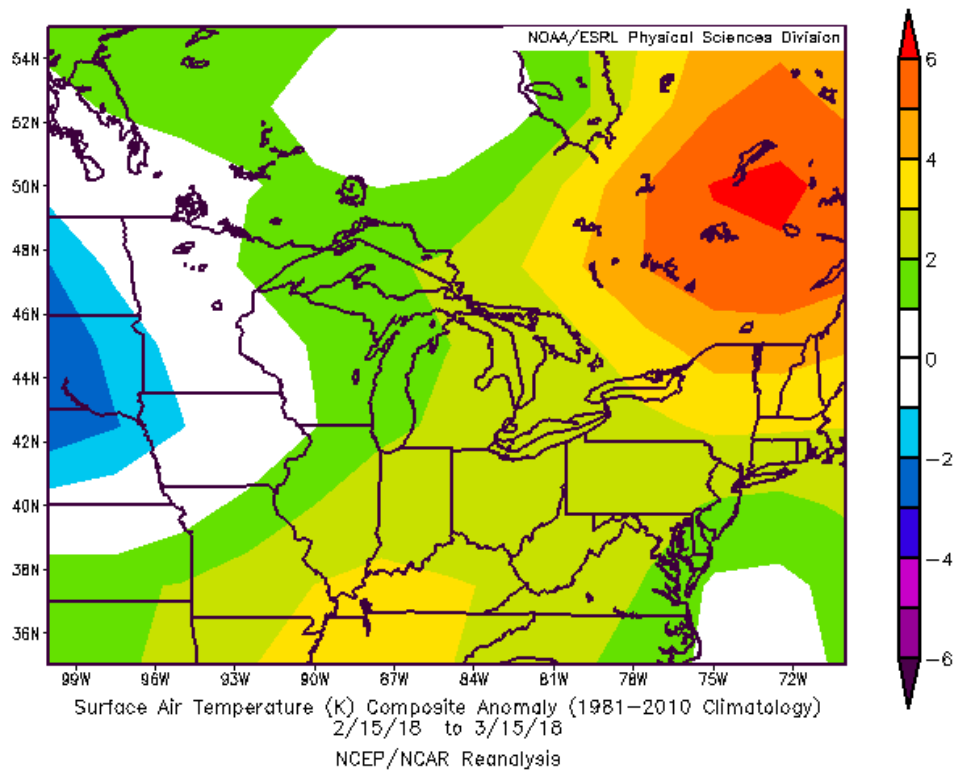 NOAA/ESRL Physical Sciences Division
54N
52N
50N
48N
46N
44N
42N
40N
38N
36N
99W 96W 93W 90W 87W 84W 81W 78W 75W 72W
6
4
2
0
-2
-4
-6
Surface Air Temperature (K) Composite Anomaly (1981-2010 Climatology)
2/15/18 to 3/15/18
NCEP/NCAR Reanalysis